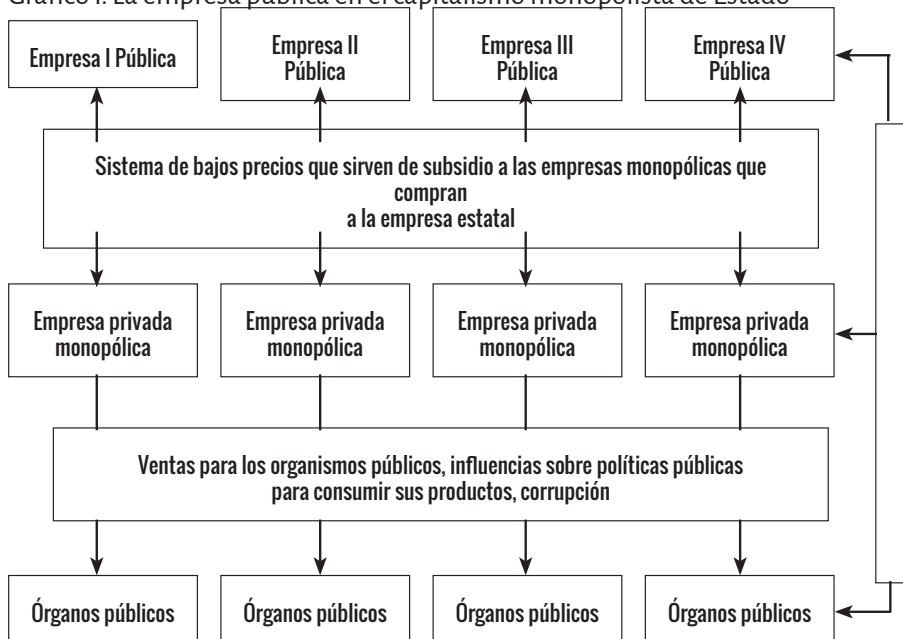 Gráfico 1. La empresa pública en el capitalismo monopolista de Estado
Empresa I Pública
Empresa II
Pública
Empresa III
Pública
Empresa IV
Pública
Sistema de bajos precios que sirven de subsidio a las empresas monopólicas que
compran
a la empresa estatal
Empresa privada
monopólica
Empresa privada
monopólica
Empresa privada
monopólica
Empresa privada
monopólica
Ventas para los organismos públicos, influencias sobre políticas públicas
para consumir sus productos, corrupción
Órganos públicos
Órganos públicos
Órganos públicos
Órganos públicos